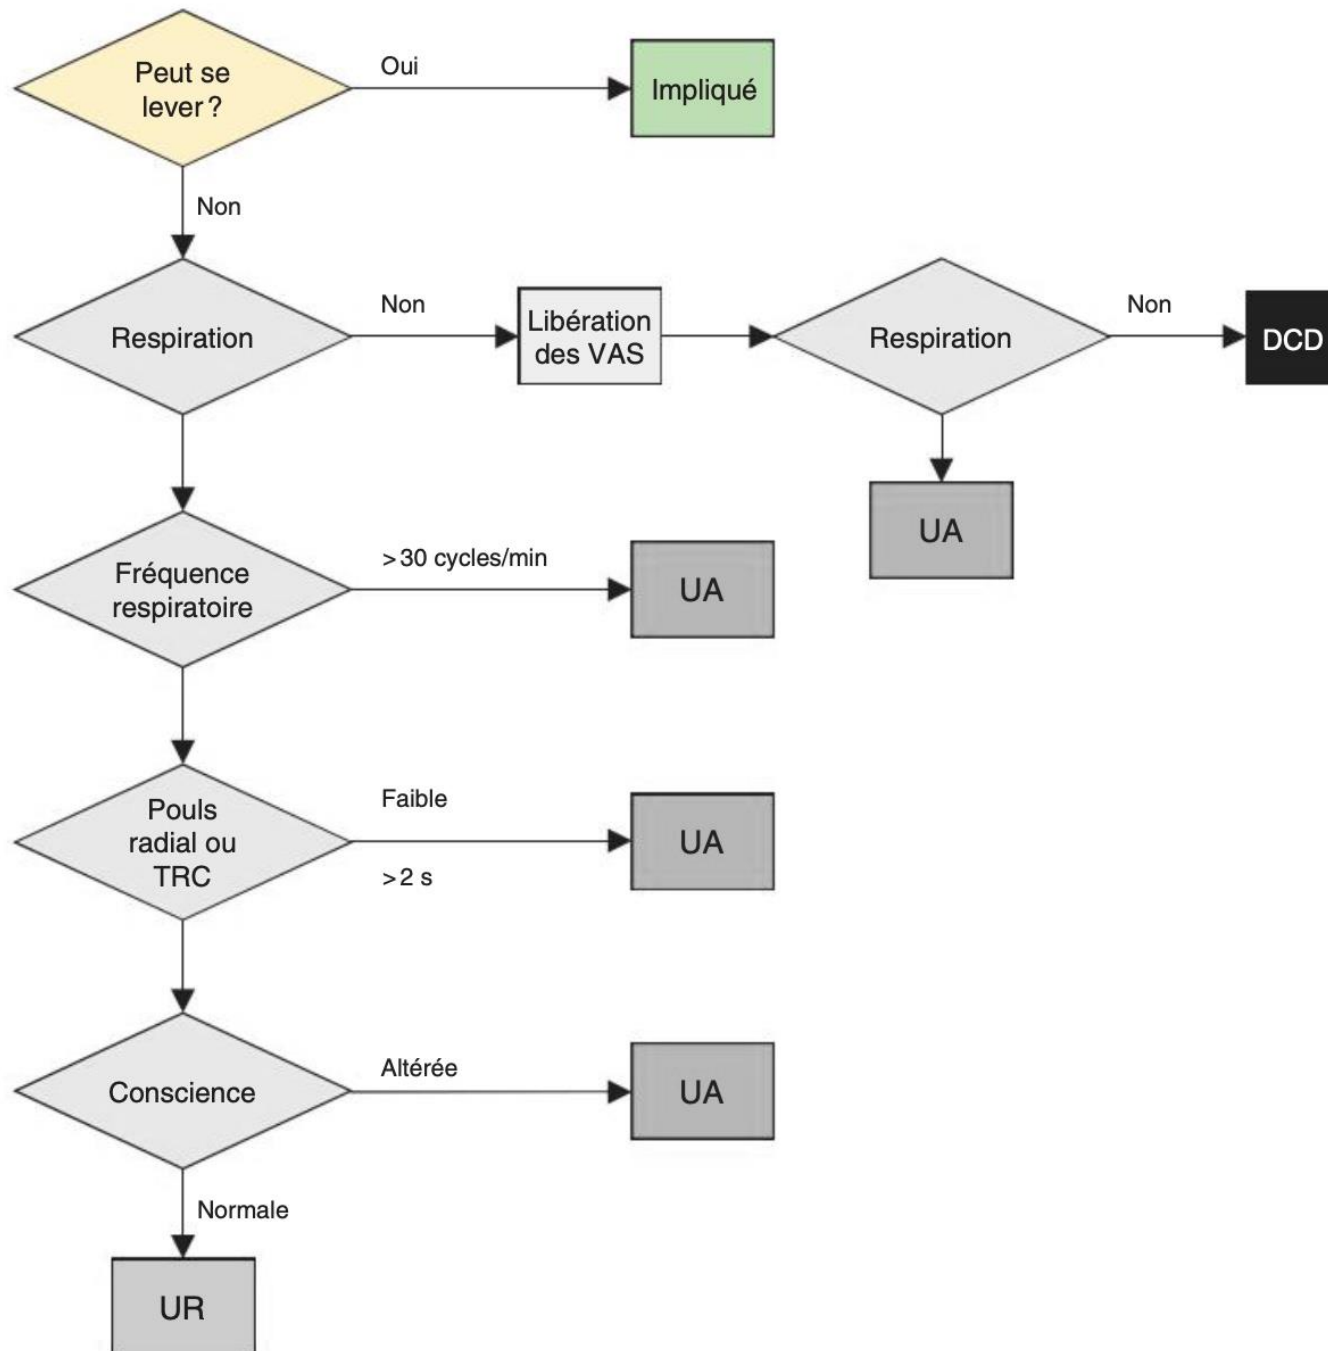 Peut se
lever ?
Oui
Impliqué
Non
Respiration
Non
Libération
des VAS
Respiration
Non
DCD
UA
Fréquence
respiratoire
> 30 cycles/min
UA
Pouls
radial ou
TRC
Faible
> 2 s
UA
Conscience
Altérée
UA
Normale
UR